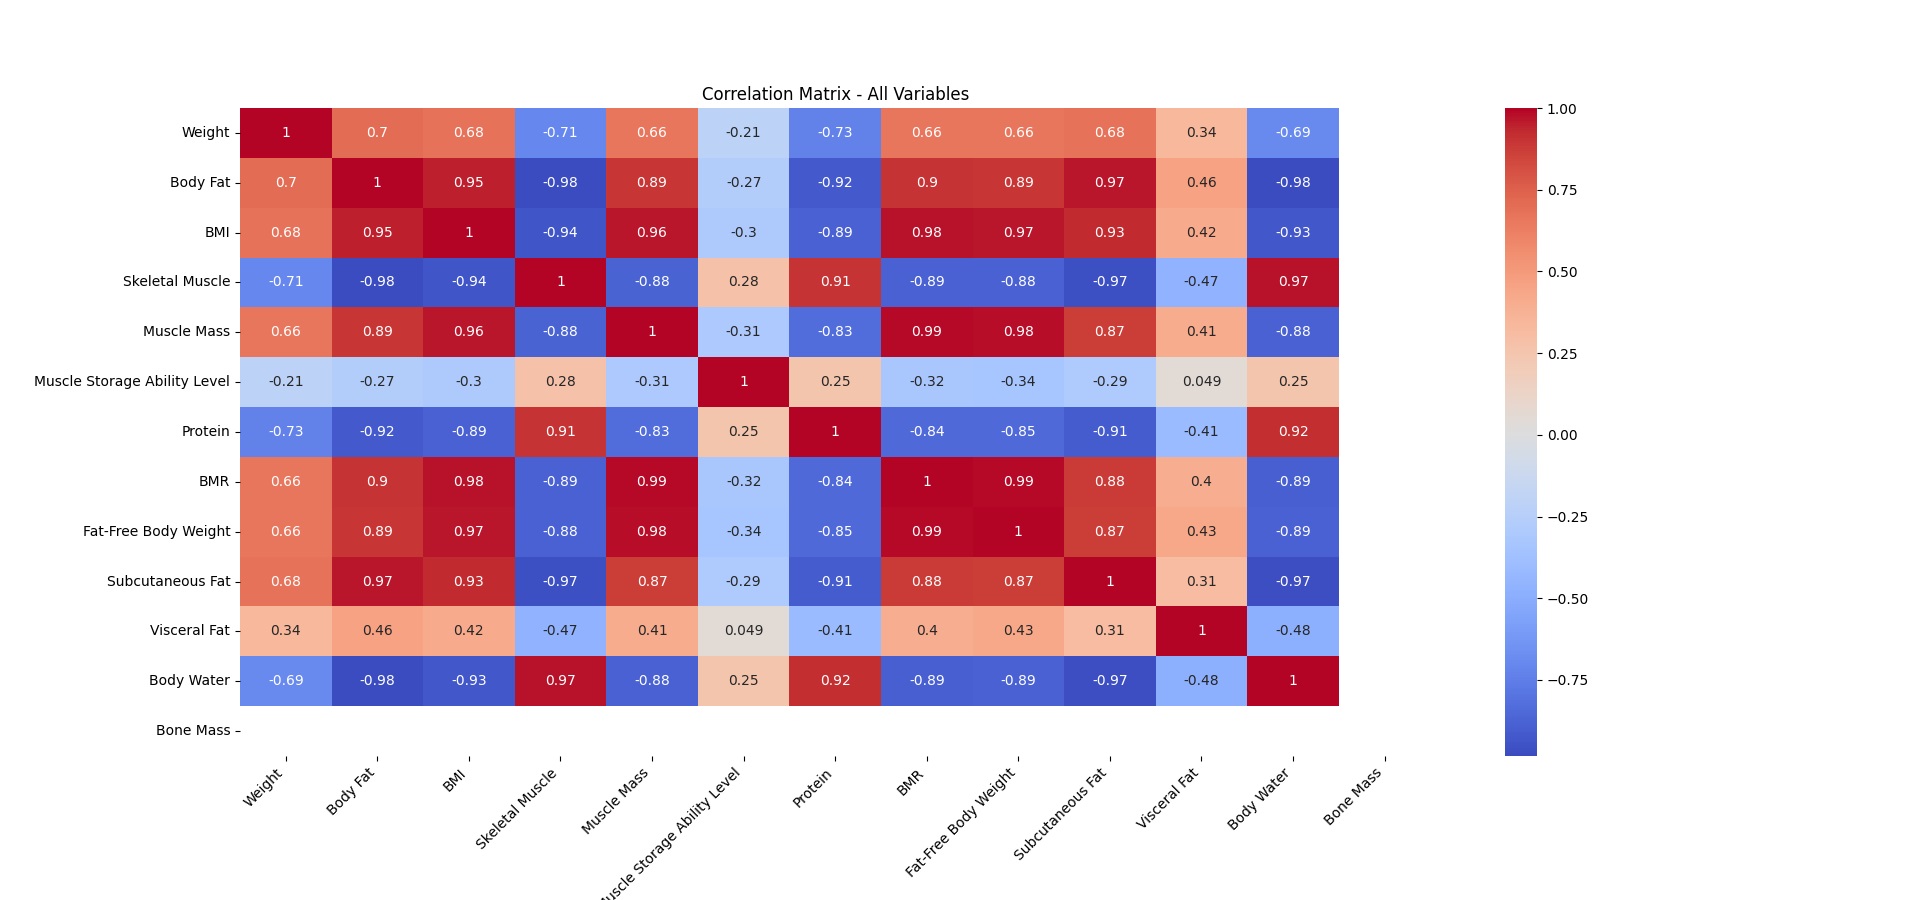 Correlation Matrix - All Variables
Weight 1 0.7 0.68 -0.71 0.66 -0.21 -0.73 0.66 0.66 0.68 0.34 -0.69
Body Fat 0.7 1 0.95 -0.98 0.89 -0.27 -0.92 0.9 0.89 0.97 0.46 -0.98
BMI 0.68 0.95 1 -0.94 0.96 -0.3 -0.89 0.98 0.97 0.93 0.42 -0.93
Skeletal Muscle -0.71 -0.98 -0.94 1 -0.88 0.28 0.91 -0.89 -0.88 -0.97 -0.47 0.97
Muscle Mass 0.66 0.89 0.96 -0.88 1 -0.31 -0.83 0.99 0.98 0.87 0.41 -0.88
Muscle Storage Ability Level -0.21 -0.27 -0.3 0.28 -0.31 1 0.25 -0.32 -0.34 -0.29 0.049 0.25
Protein -0.73 -0.92 -0.89 0.91 -0.83 0.25 1 -0.84 -0.85 -0.91 -0.41 0.92
BMR 0.66 0.9 0.98 -0.89 0.99 -0.32 -0.84 1 0.99 0.88 0.4 -0.89
Fat-Free Body Weight 0.66 0.89 0.97 -0.88 0.98 -0.34 -0.85 0.99 1 0.87 0.43 -0.89
Subcutaneous Fat 0.68 0.97 0.93 -0.97 0.87 -0.29 -0.91 0.88 0.87 1 0.31 -0.97
Visceral Fat 0.34 0.46 0.42 -0.47 0.41 0.049 -0.41 0.4 0.43 0.31 1 -0.48
Body Water -0.69 -0.98 -0.93 0.97 -0.88 0.25 0.92 -0.89 -0.89 -0.97 -0.48 1
Bone Mass
Weight
Body Fat
BMI
Skeletal Muscle
Muscle Mass
Storage Ability Level
Protein
BMR
Fat-Free Body Weight
Subcutaneous Fat
Visceral Fat
Body Water
Bone Mass
1.00
0.75
0.50
0.25
0.00
−0.25
−0.50
−0.75